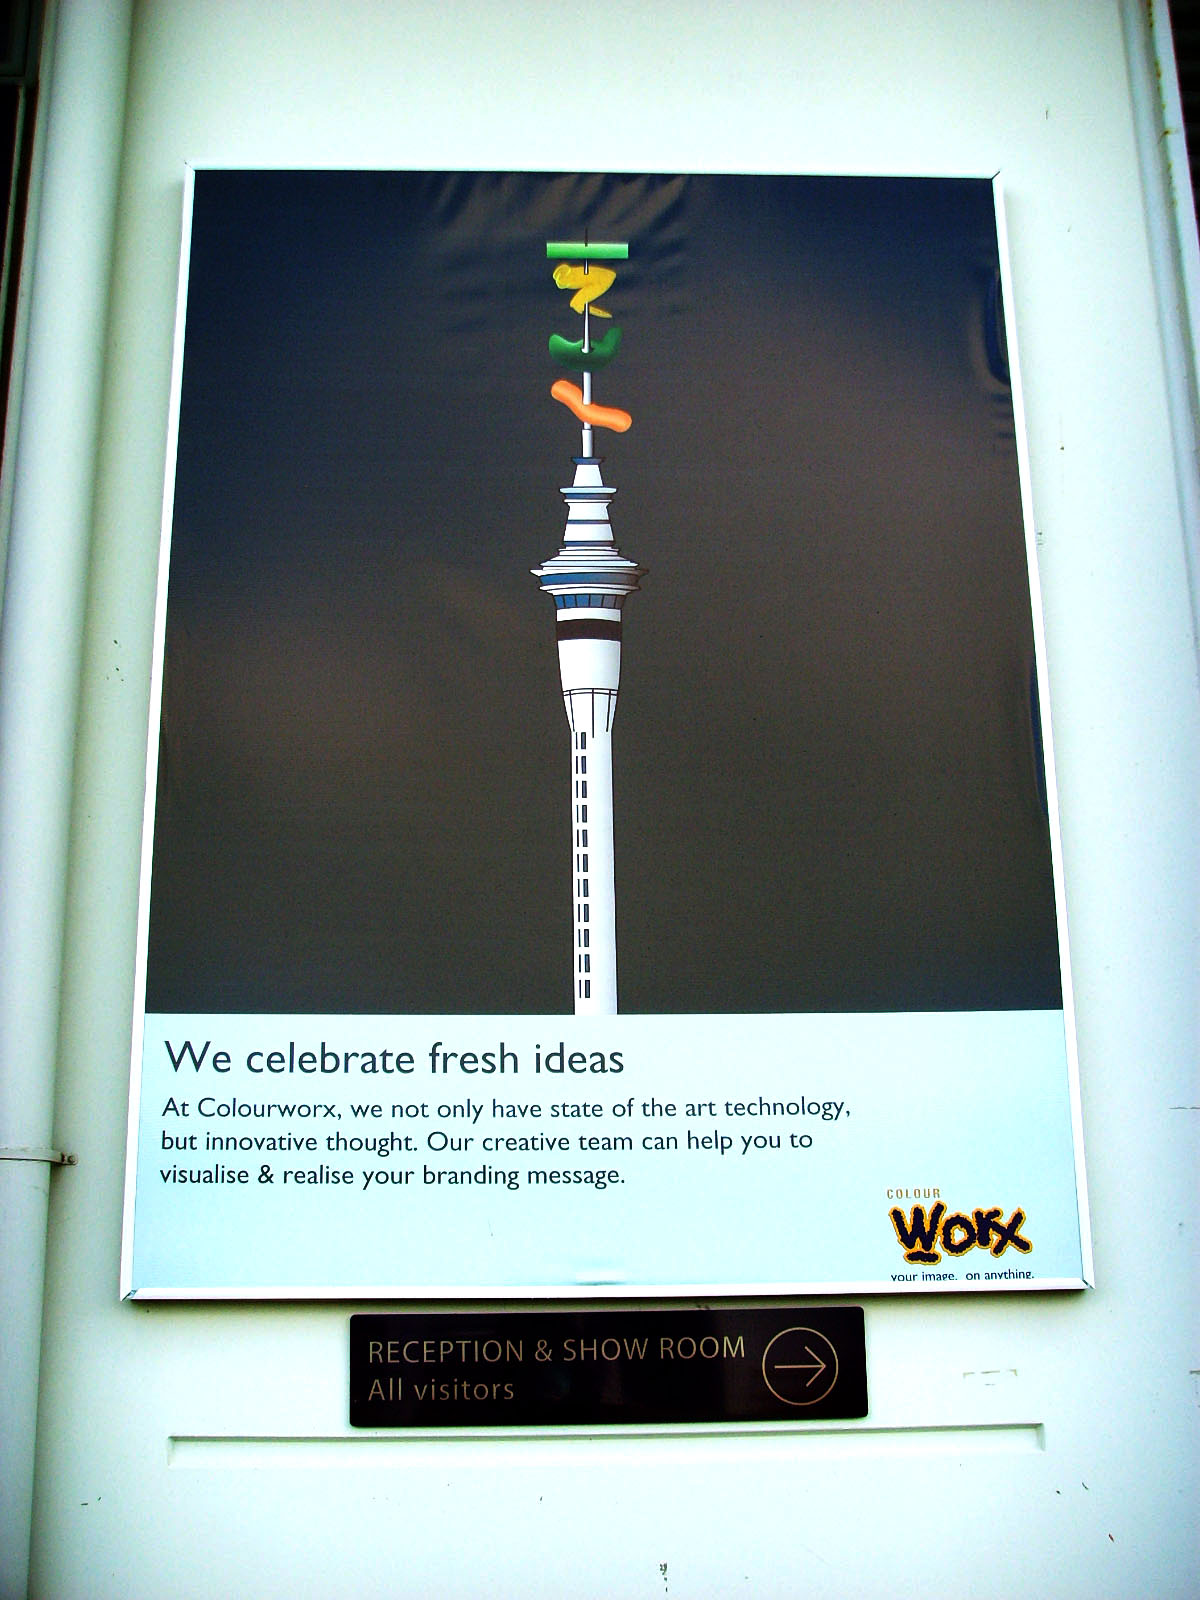 We celebrate fresh ideas
At Colourworx, we not only have state of the art technology,
but innovative thought. Our creative team can help you to
visualise & realise your branding message.
COLOUR
Worx
your image. on anything.
RECEPTION & SHOW ROOM
All visitors